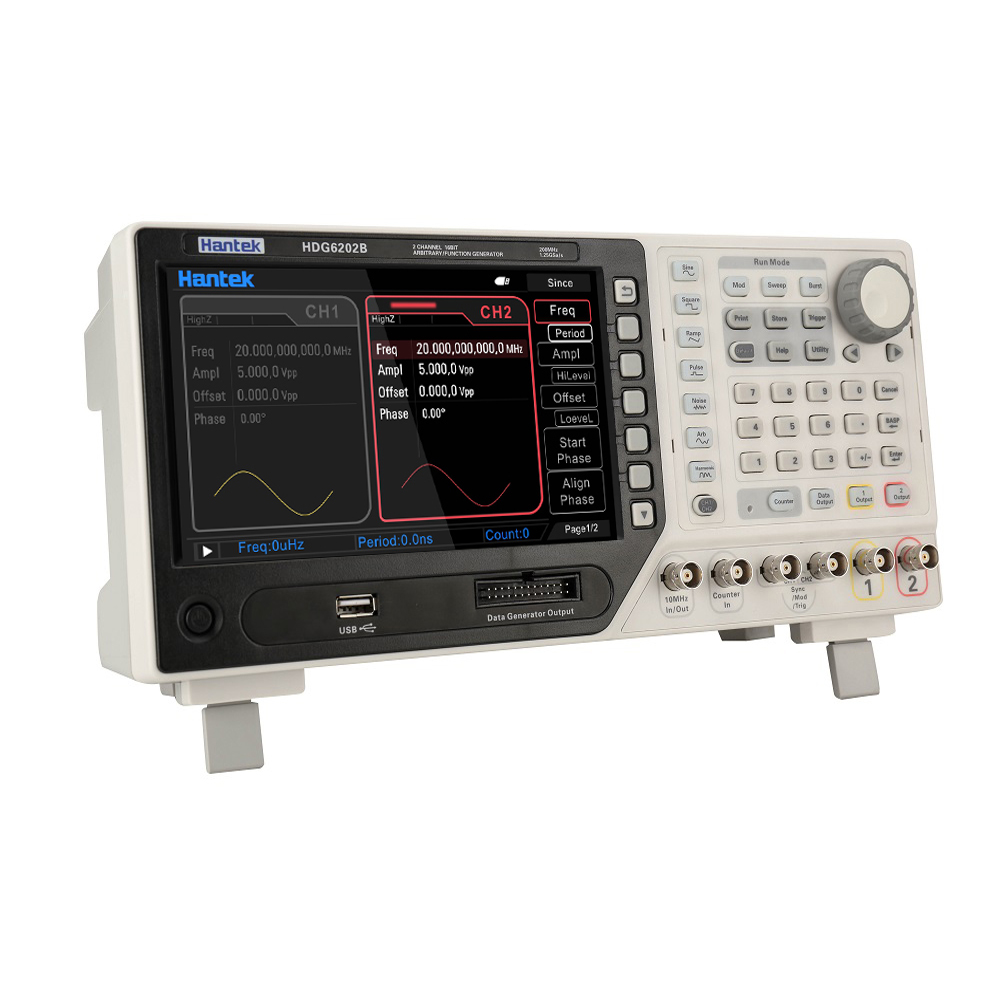 Hantek HDG6202B 2 CHANNEL 16BIT 200MHz
ARBITRARY/FUNCTION GENERATOR 1.25GSa/s
Hantek Since
CH1 CH2
HighZ HighZ
Freq 20.000,000,000,0 MHz
Ampl 5.000,0 Vpp
Offset 0.000.0 Vpp
Phase 0.00°
Freq 20.000,000,000,0 MHz
Ampl 5.000,0 Vpp
Offset 0.000,0 Vpp
Phase 0.00°
Freq
Period
Ampl
HiLevel
Offset
LoeveL
Start
Phase
Align
Phase
Page1/2
Freq:0uHz Period:0.0ns Count:0
USB
Data Generator Output
Sine
Square
Ramp
Pulse
Noise
Arb
Harmonic
CH1
CH2
Run Mode
Mod Sweep Burst
Print Store Trigger
Help Utility
7 8 9 0 Cancel
4 5 6 .
1 2 3 +/- Enter
Counter
Data
Output
1
Output
2
Output
10MHz
In/Out
Counter
In
CH2
Sync
/Mod
/Trig
1
2